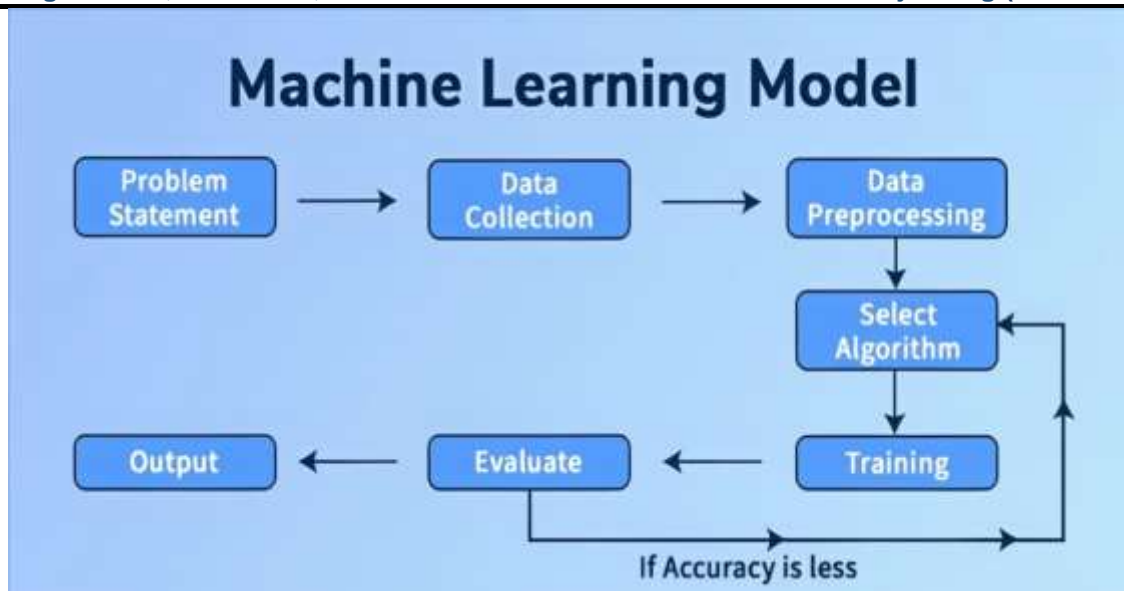 Machine Learning Model
Problem
Statement
Data
Collection
Data
Preprocessing
Select
Algorithm
Output
Evaluate
Training
If Accuracy is less